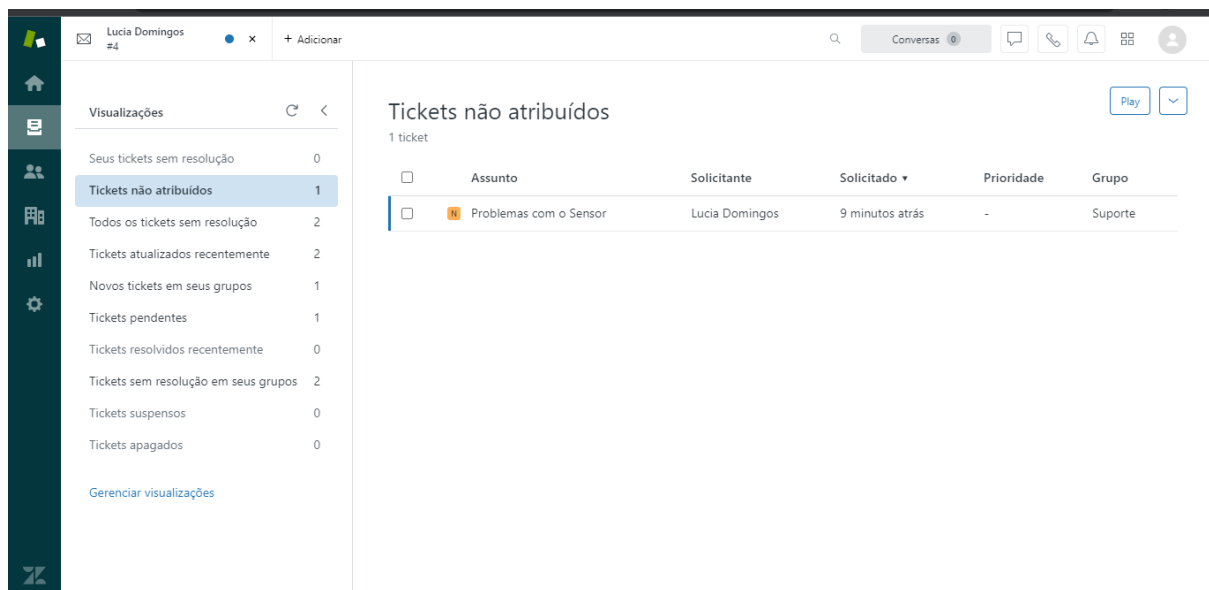 Lucia Domingos
#4
+ Adicionar
Conversas 0
Visualizações
Seus tickets sem resolução 0
Tickets não atribuídos 1
Todos os tickets sem resolução 2
Tickets atualizados recentemente 2
Novos tickets em seus grupos 1
Tickets pendentes 1
Tickets resolvidos recentemente 0
Tickets sem resolução em seus grupos 2
Tickets suspensos 0
Tickets apagados 0
Gerenciar visualizações
Tickets não atribuídos
Play
1 ticket
Assunto Solicitante Solicitado Prioridade Grupo
N Problemas com o Sensor Lucia Domingos 9 minutos atrás - Suporte